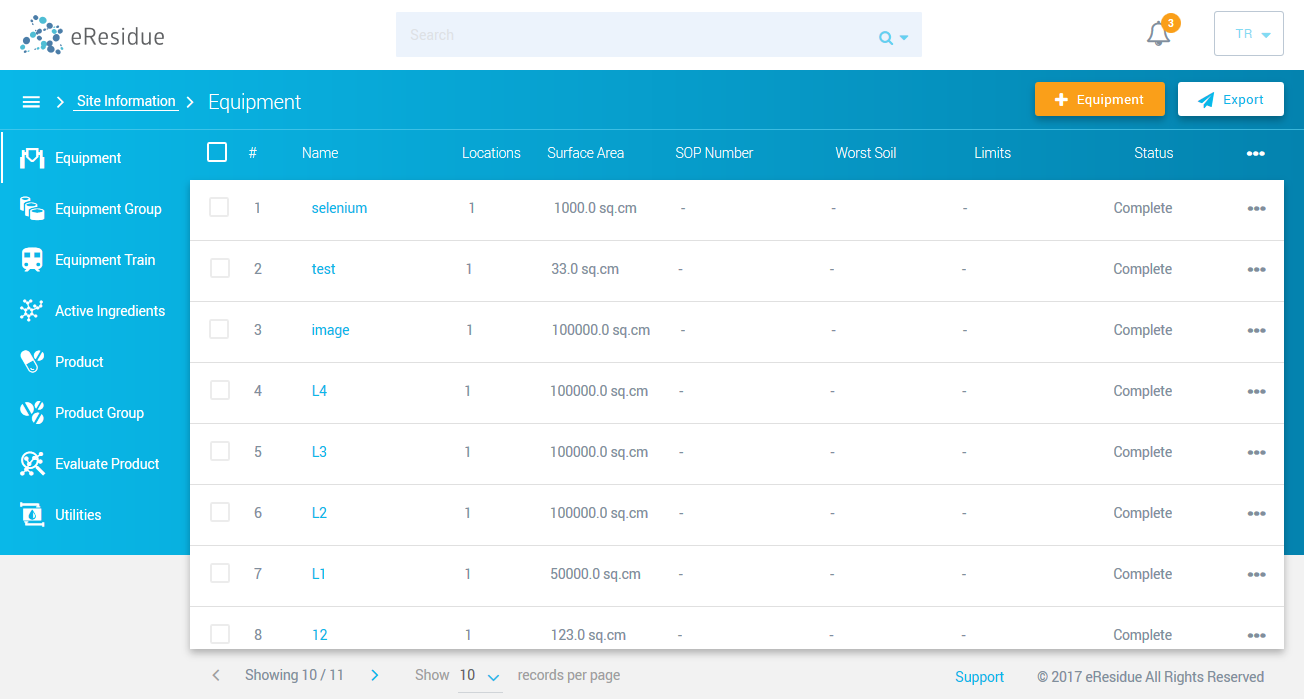 eResidue
Search
3
TR
Site Information
Equipment
Equipment
Export
Equipment
Equipment Group
Equipment Train
Active Ingredients
Product
Product Group
Evaluate Product
Utilities
# Name Locations Surface Area SOP Number Worst Soil Limits Status
1 selenium 1 1000.0 sq.cm - - - Complete
2 test 1 33.0 sq.cm - - - Complete
3 image 1 100000.0 sq.cm - - - Complete
4 L4 1 100000.0 sq.cm - - - Complete
5 L3 1 100000.0 sq.cm - - - Complete
6 L2 1 100000.0 sq.cm - - - Complete
7 L1 1 50000.0 sq.cm - - - Complete
8 12 1 123.0 sq.cm - - - Complete
Showing 10 / 11 Show 10 records per page
Support © 2017 eResidue All Rights Reserved